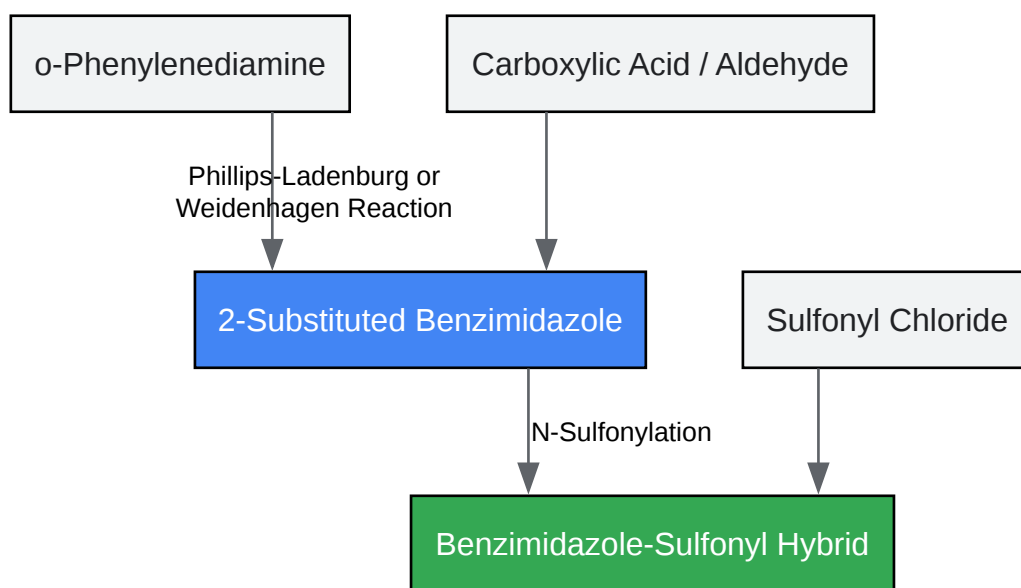 o-Phenylenediamine
Carboxylic Acid / Aldehyde
Phillips-Ladenburg or
Weidenhagen Reaction
2-Substituted Benzimidazole
Sulfonyl Chloride
N-Sulfonylation
Benzimidazole-Sulfonyl Hybrid